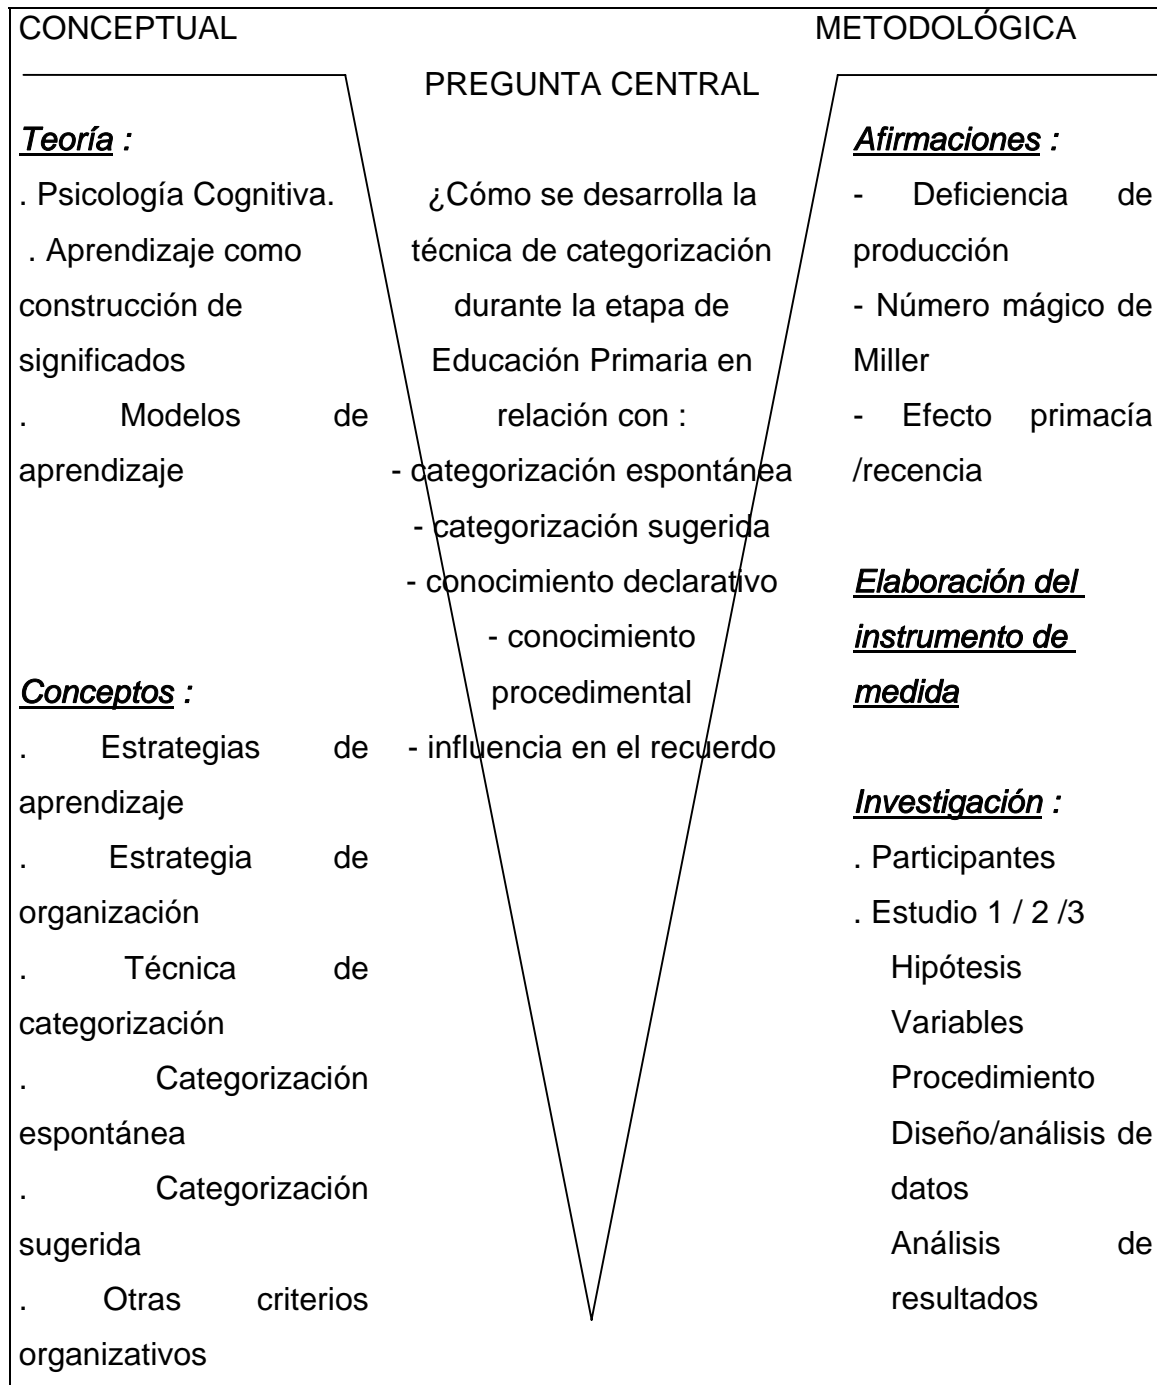 CONCEPTUAL
METODOLÓGICA
PREGUNTA CENTRAL
Teoría :
. Psicología Cognitiva.
. Aprendizaje como
construcción de
significados
. Modelos de
aprendizaje
Conceptos :
. Estrategias de
aprendizaje
. Estrategia de
organización
. Técnica de
categorización
. Categorización
espontánea
. Categorización
sugerida
. Otras criterios
organizativos
¿Cómo se desarrolla la
técnica de categorización
durante la etapa de
Educación Primaria en
relación con :
- categorización espontánea
- categorización sugerida
- conocimiento declarativo
- conocimiento
procedimental
- influencia en el recuerdo
Afirmaciones :
- Deficiencia de
producción
- Número mágico de
Miller
- Efecto primacía
/recencia
Elaboración del
instrumento de
medida
Investigación :
. Participantes
. Estudio 1 / 2 /3
Hipótesis
Variables
Procedimiento
Diseño/análisis de
datos
Análisis de
resultados